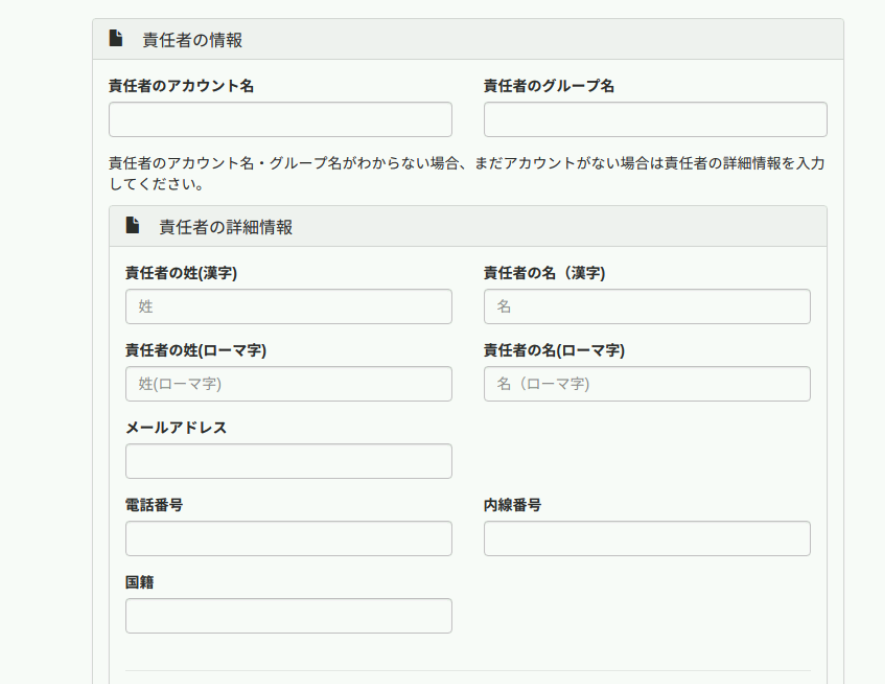 責任者の情報
責任者のアカウント名
責任者のグループ名
責任者のアカウント名・グループ名がわからない場合、まだアカウントがない場合は責任者の詳細情報を入力
してください。
責任者の詳細情報
責任者の姓(漢字)
責任者の名（漢字)
姓
名
責任者の姓(ローマ字)
責任者の名(ローマ字)
姓(ローマ字)
名（ローマ字)
メールアドレス
電話番号
内線番号
国籍